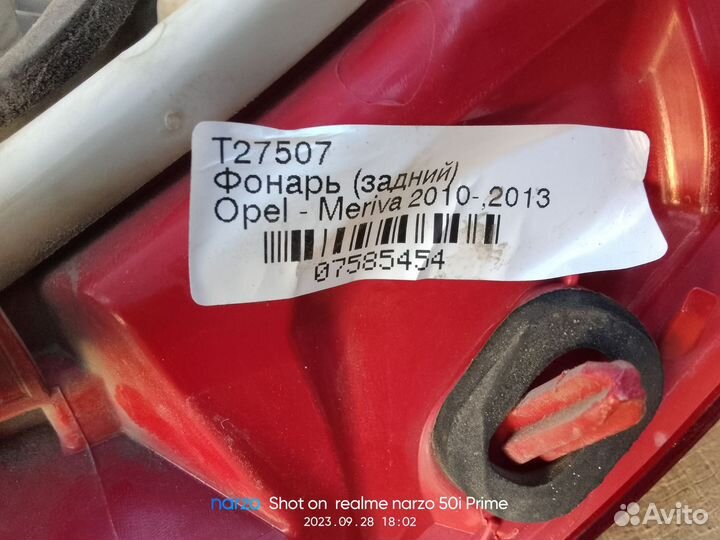 T27507
Фонарь (задний)
Opel - Meriva 2010-,2013
07585454
narzo Shot on realme narzo 50i Prime
2023.09.28 18:02
Avito